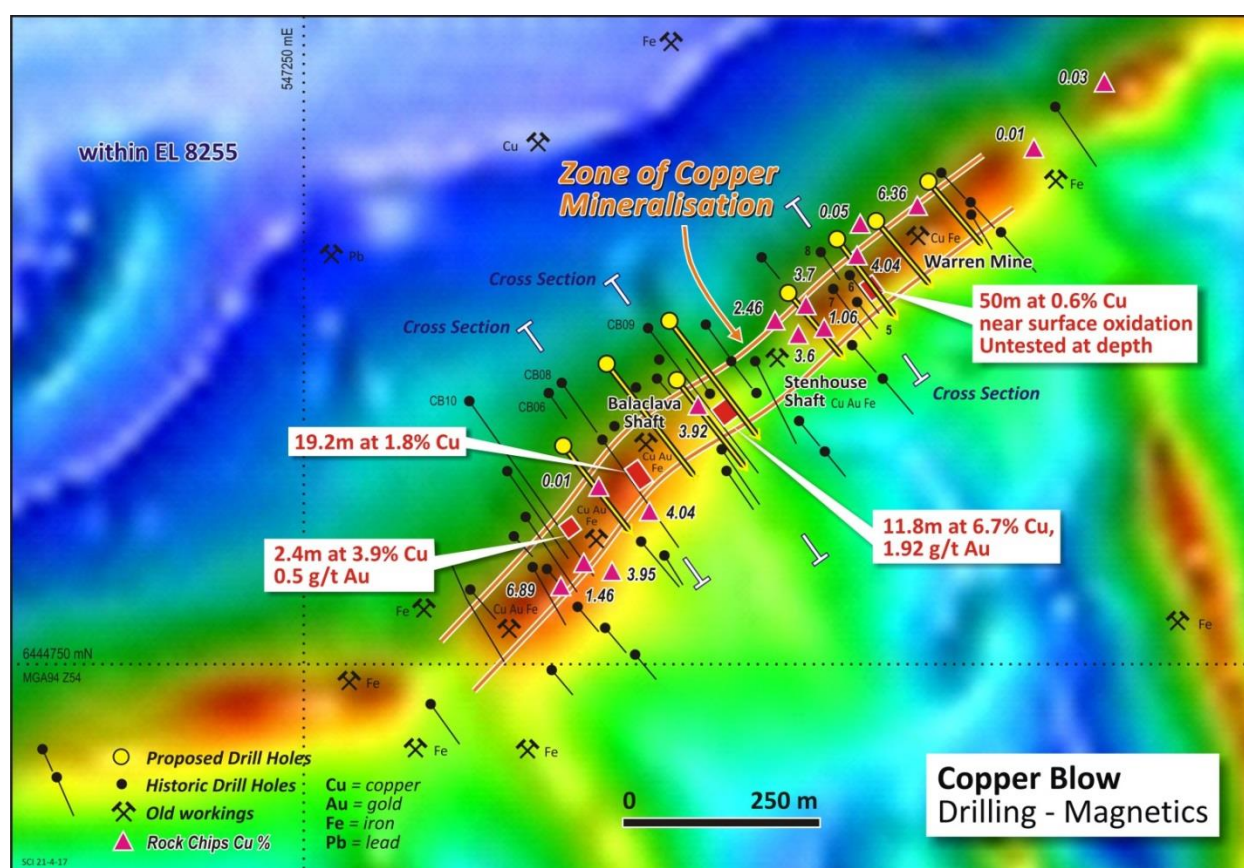 547250 mE
Fe
0.03
within EL 8255
Cu
0.01
Fe
Zone of Copper
Mineralisation
6.36
0.05
Cu Fe
Pb
8
4.04
Warren Mine
3.7
6
7
Cross Section
50m at 0.6% Cu
near surface oxidation
Untested at depth
2.46
1.06
5
Cross Section
CB09
3.6
Cross Section
CB08
Stenhouse
Shaft
Cu Au Fe
CB10
CB06
Balaclava
Shaft
3.92
19.2m at 1.8% Cu
Cu Au
Fe
0.01
4.04
Cu Au
Fe
11.8m at 6.7% Cu,
1.92 g/t Au
2.4m at 3.9% Cu
0.5 g/t Au
3.95
6.89
1.46
Fe
Cu Au Fe
Fe
6444750 mN
MGA94 Z54
Fe
Fe
Fe
Proposed Drill Holes
Historic Drill Holes
Old workings
Rock Chips Cu %
Cu = copper
Au = gold
Fe = iron
Pb = lead
0
250 m
Copper Blow
Drilling - Magnetics
SCI 21-4-17